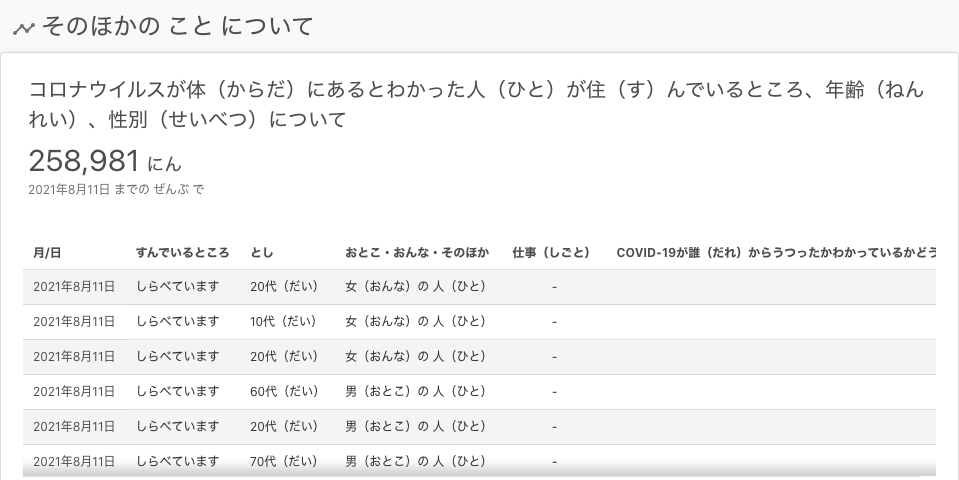 そのほかの こと について
コロナウイルスが体（からだ）にあるとわかった人（ひと）が住（す）んでいるところ、年齢（ねん
れい）、性別（せいべつ）について
258,981 にん
2021年8月11日 までの ぜんぶ で
月/日 すんでいるところ とし おとこ・おんな・そのほか 仕事（しごと） COVID-19が誰（だれ）からうつったかわかっているかどう
2021年8月11日 しらべています 20代（だい） 女（おんな）の 人（ひと） -
2021年8月11日 しらべています 10代（だい） 女（おんな）の 人（ひと） -
2021年8月11日 しらべています 20代（だい） 女（おんな）の 人（ひと） -
2021年8月11日 しらべています 60代（だい） 男（おとこ）の 人（ひと） -
2021年8月11日 しらべています 20代（だい） 男（おとこ）の 人（ひと） -
2021年8月11日 しらべています 70代（だい） 男（おとこ）の 人（ひと） -